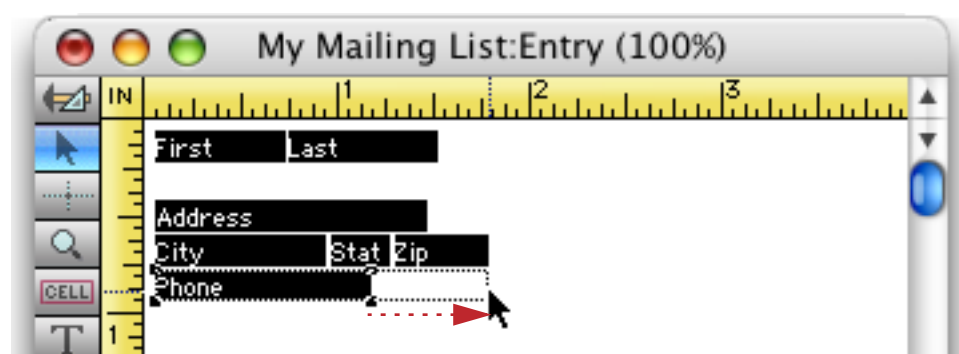 My Mailing List:Entry (100%)
IN 1 2 3
First Last
Address
City Stat Zip
CELL Phone
T 1